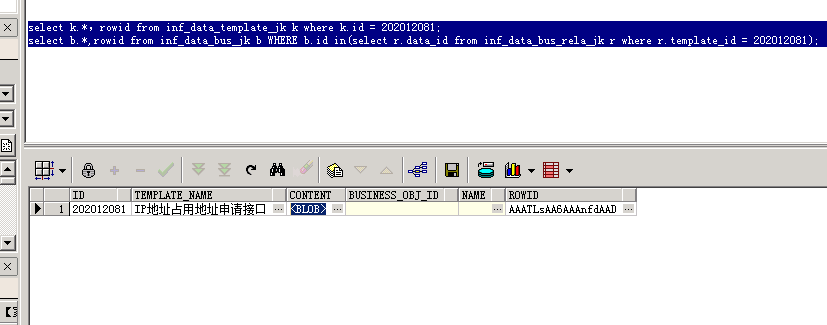 select k.*, rowid from inf_data_template_jk k where k.id = 202012081;
select b.*,rowid from inf_data_bus_jk b WHERE b.id in(select r.data_id from inf_data_bus_rela_jk r where r.template_id = 202012081);
ID TEMPLATE_NAME CONTENT BUSINESS_OBJ_ID NAME ROWID
1 202012081 IP地址占用地址申请接口 ... <BLOB> ... ... AAATLsAA6AAAnfdAAD ...